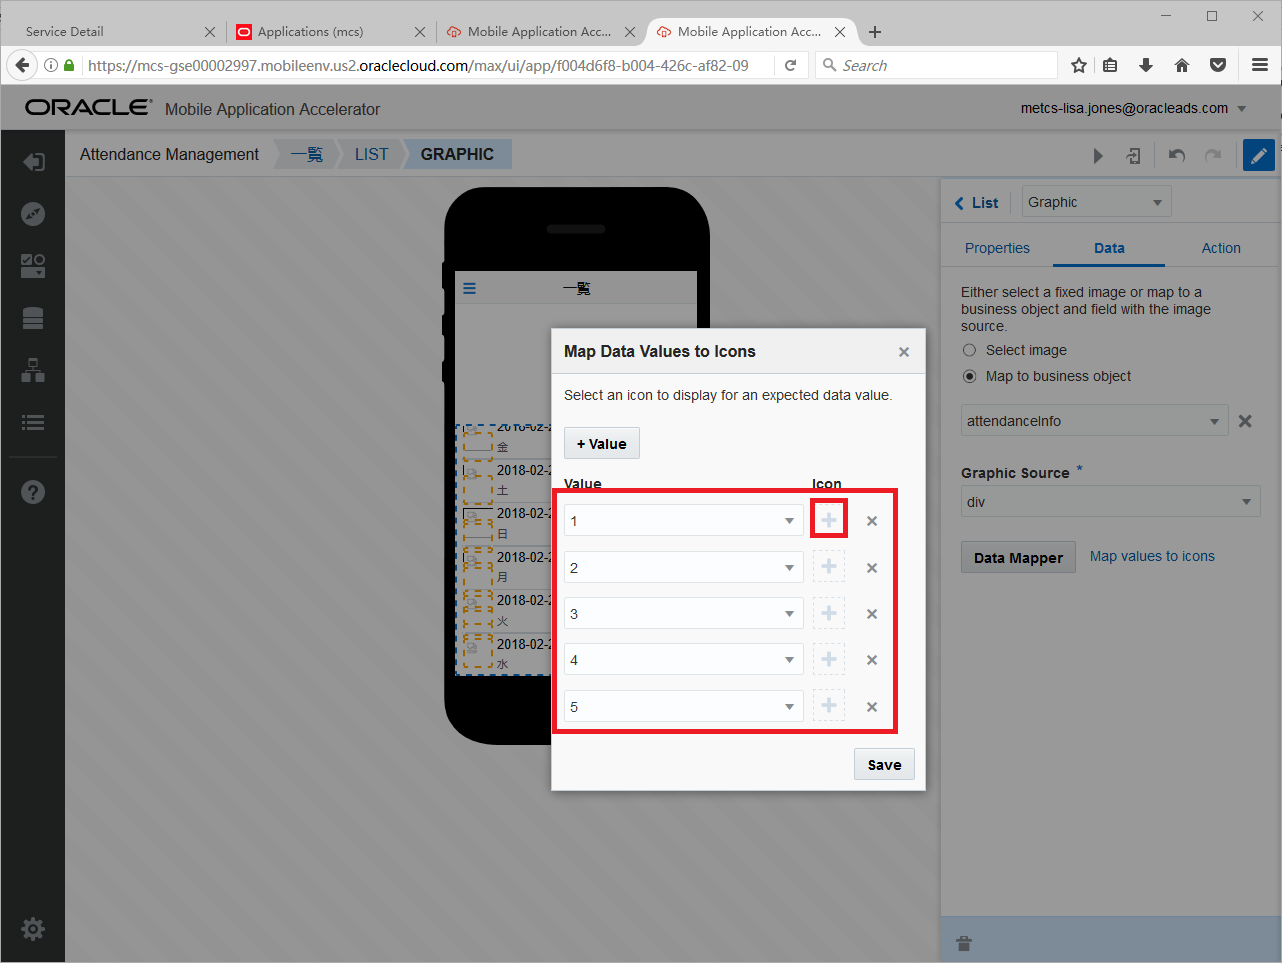 Service Detail
Applications (mcs)
Mobile Application Acc...
Mobile Application Acc...
https://mcs-gse00002997.mobileenv.us2.oraclecloud.com/max/ui/app/f004d6f8-b004-426c-af82-09
Search
ORACLE Mobile Application Accelerator
metcs-lisa.jones@oracleads.com
Attendance Management
一覧
LIST
GRAPHIC
List
Graphic
Properties
Data
Action
Either select a fixed image or map to a
business object and field with the image
source.
Select image
Map to business object
attendanceInfo
Graphic Source *
div
Data Mapper
Map values to icons
一覧
2018-02-2
金
2018-02-2
土
2018-02-2
日
2018-02-2
月
2018-02-2
火
2018-02-2
水
Map Data Values to Icons
Select an icon to display for an expected data value.
+ Value
Value
Icon
1
2
3
4
5
Save